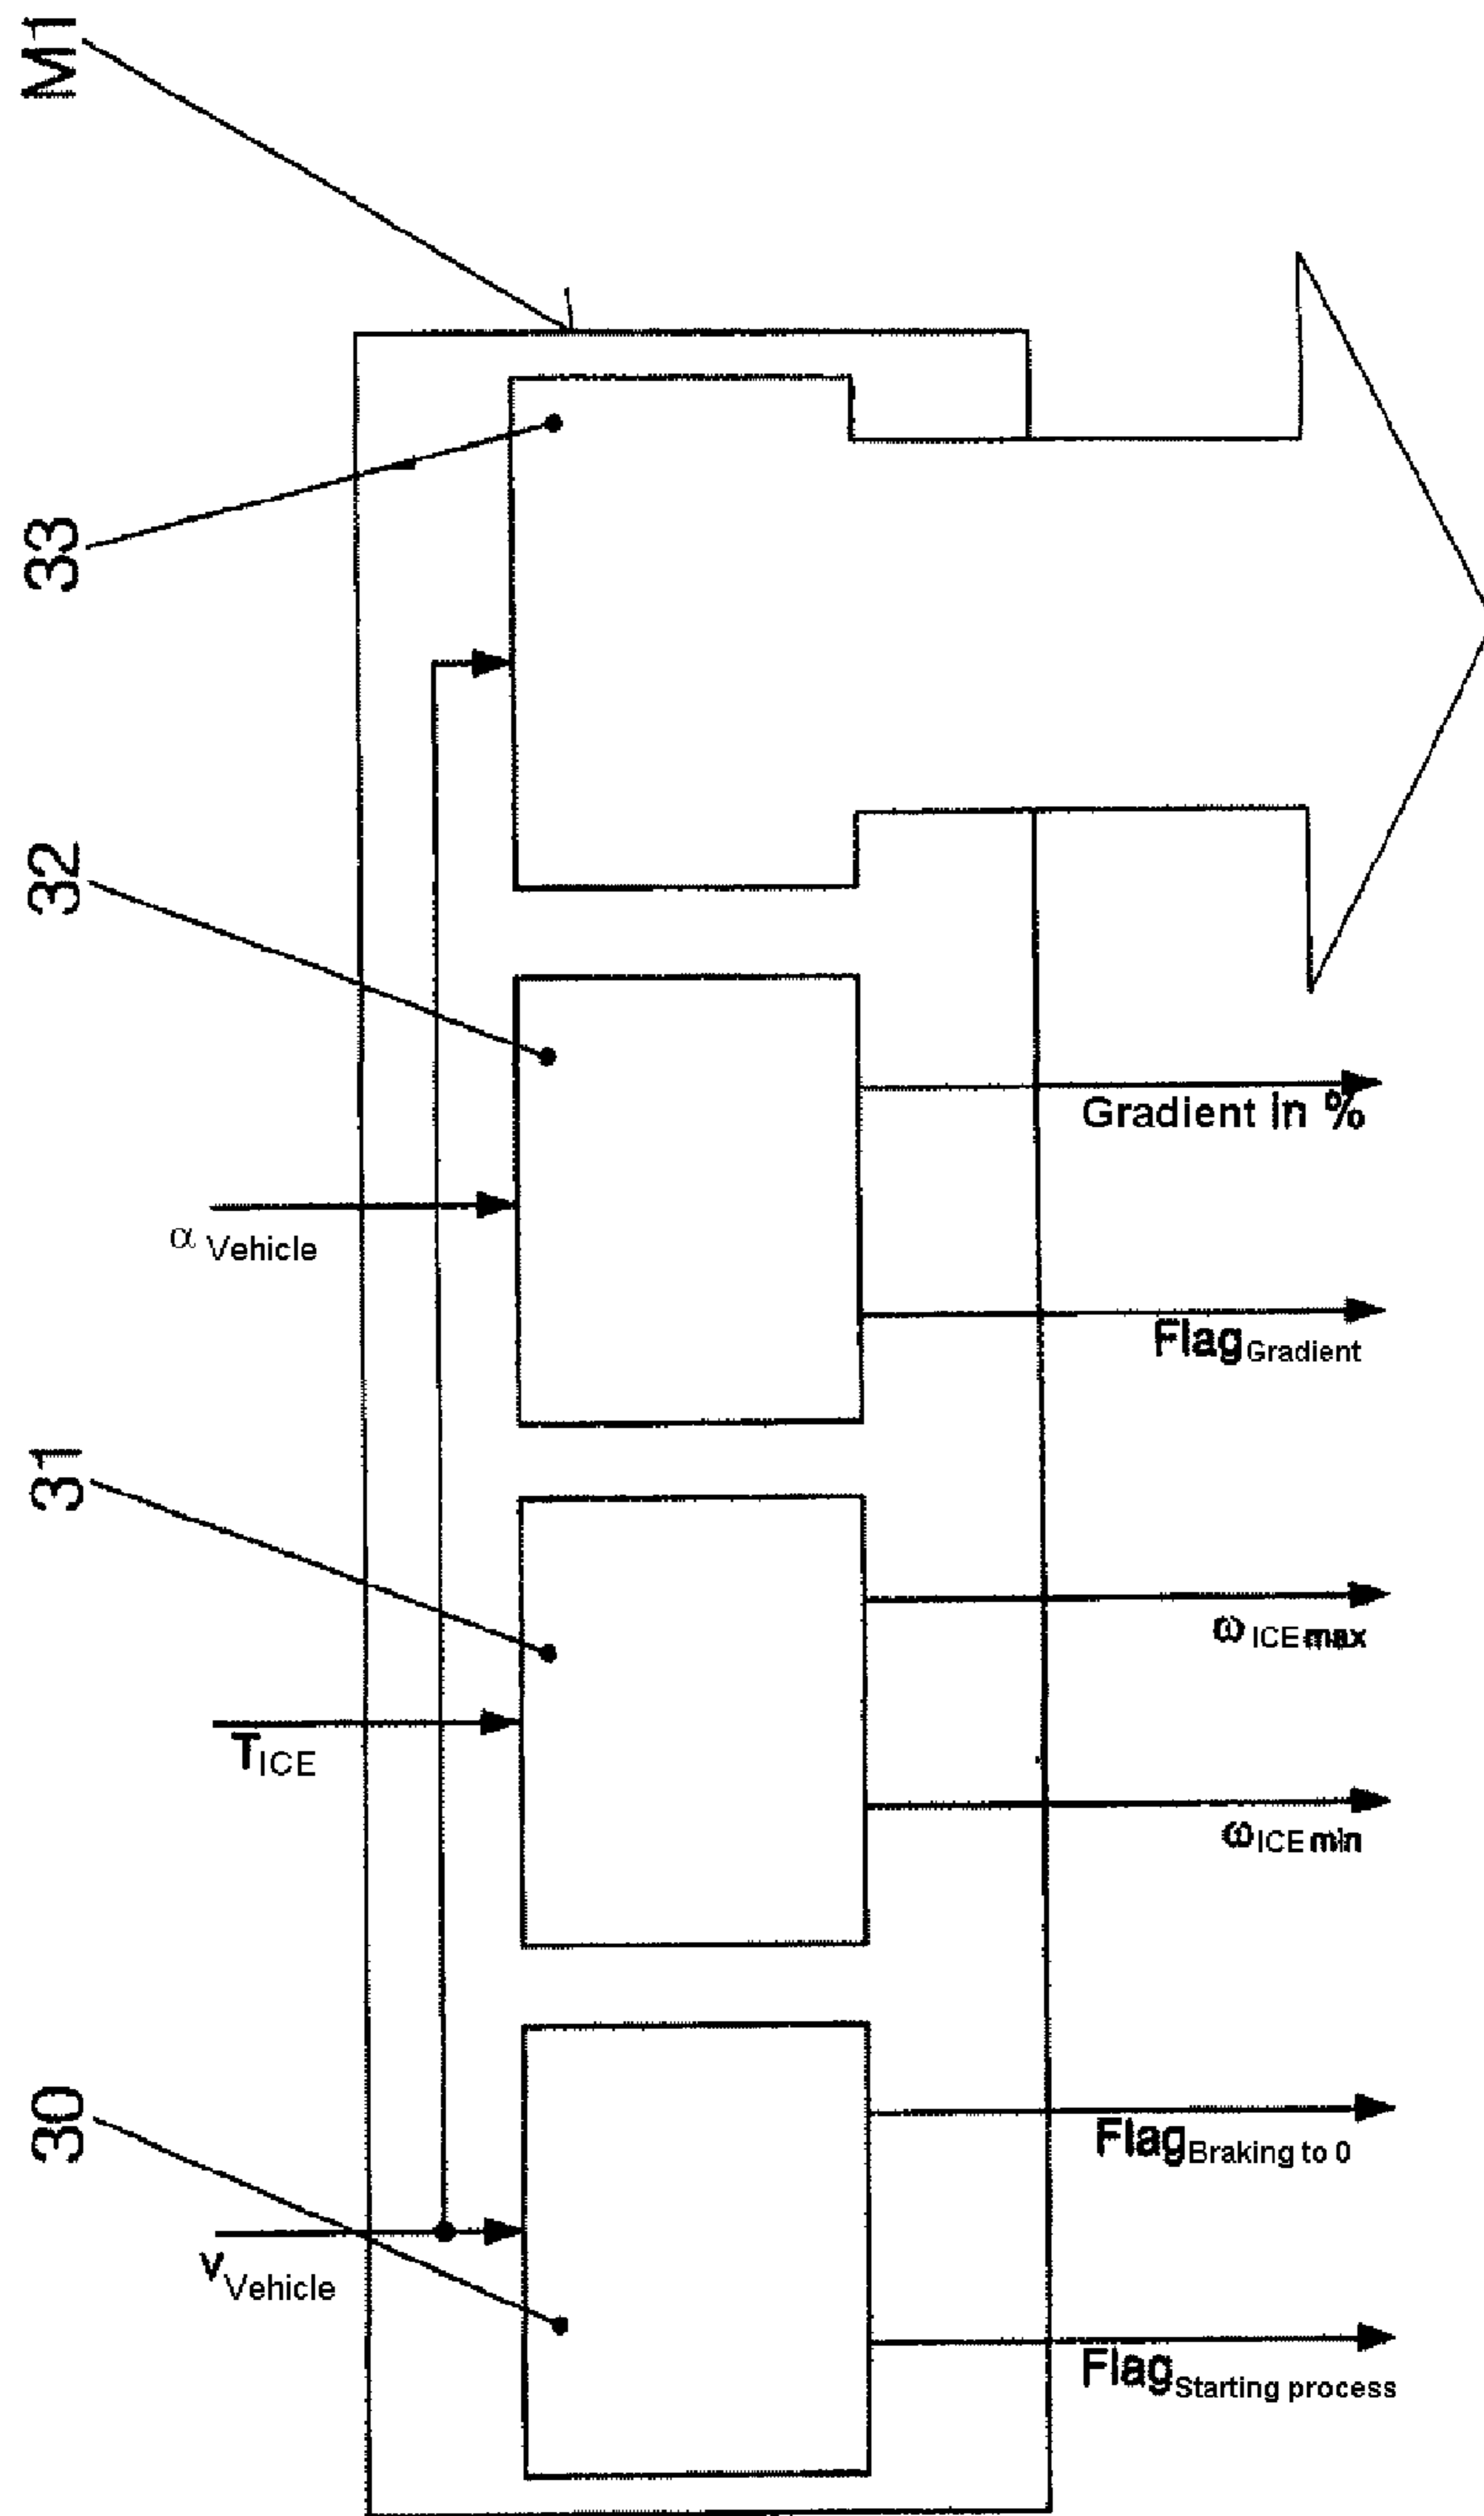 M1
33
32
31
30
α Vehicle
Gradient in %
Flag Gradient
T ICE
ω ICE max
ω ICE min
v Vehicle
Flag Braking to 0
Flag Starting process